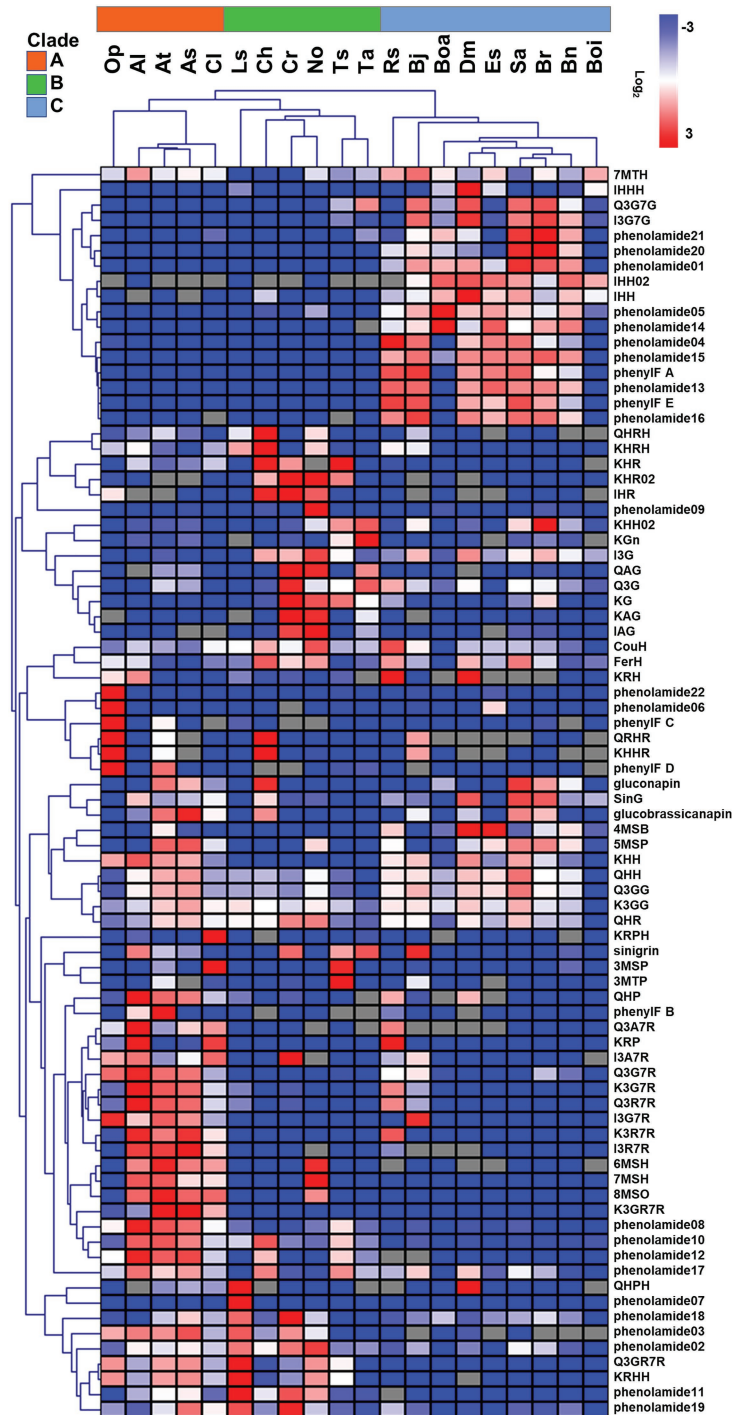 Clade
A
B
C
Op Al At As Cl Ls Ch Cr No Ts Ta Rs Bj Boa Dm Es Sa Br Bn Boi
-3
Log2
3
7MTH
IHHH
Q3G7G
I3G7G
phenolamide21
phenolamide20
phenolamide01
IHH02
IHH
phenolamide05
phenolamide14
phenolamide04
phenolamide15
phenylF A
phenolamide13
phenylF E
phenolamide16
QHRH
KHRH
KHR
KHR02
IHR
phenolamide09
KHH02
KGn
I3G
QAG
Q3G
KG
KAG
IAG
CouH
FerH
KRH
phenolamide22
phenolamide06
phenylF C
QRHR
KHHR
phenylF D
gluconapin
SinG
glucobrassicanapin
4MSB
5MSP
KHH
QHH
Q3GG
K3GG
QHR
KRPH
sinigrin
3MSP
3MTP
QHP
phenylF B
Q3A7R
KRP
I3A7R
Q3G7R
K3G7R
Q3R7R
I3G7R
K3R7R
I3R7R
6MSH
7MSH
8MSO
K3GR7R
phenolamide08
phenolamide10
phenolamide12
phenolamide17
QHPH
phenolamide07
phenolamide18
phenolamide03
phenolamide02
Q3GR7R
KRHH
phenolamide11
phenolamide19